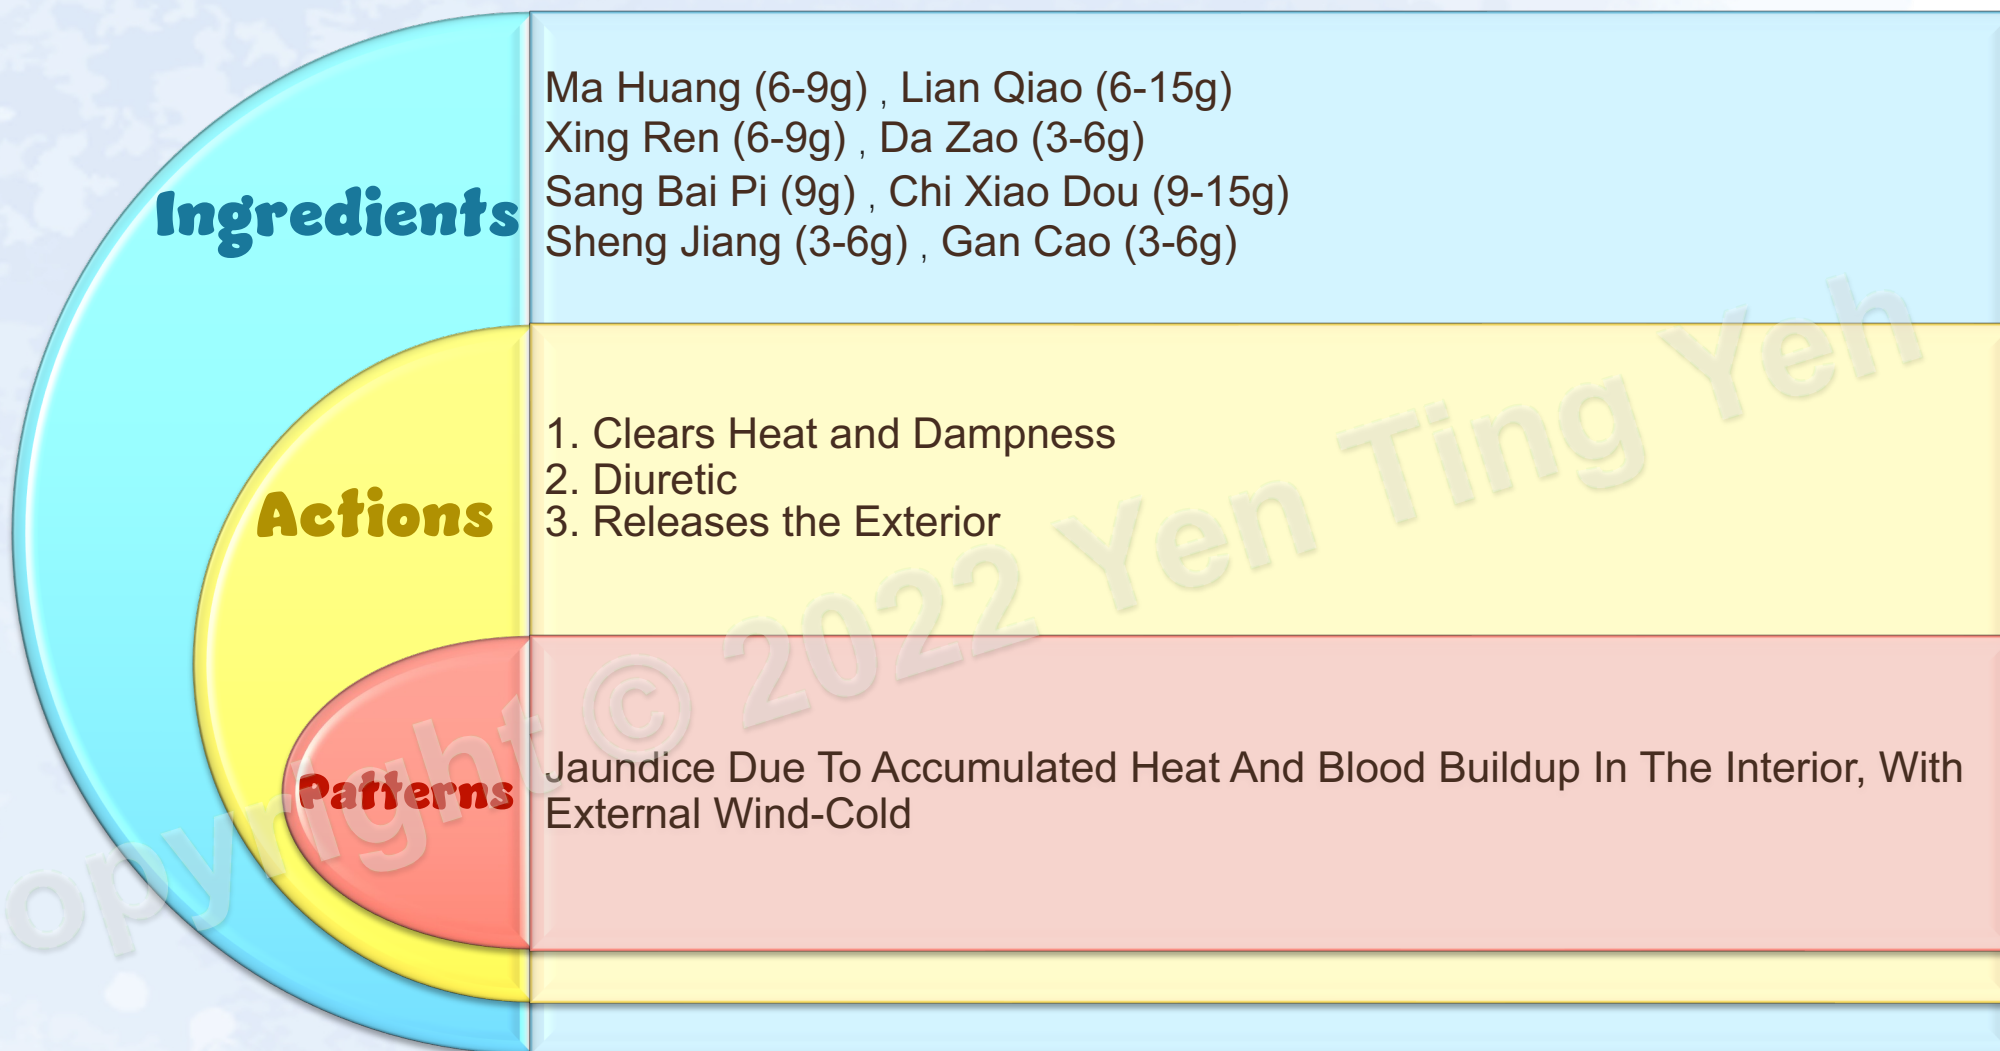 Ingredients
Ma Huang (6-9g) , Lian Qiao (6-15g)
Xing Ren (6-9g) , Da Zao (3-6g)
Sang Bai Pi (9g) , Chi Xiao Dou (9-15g)
Sheng Jiang (3-6g) , Gan Cao (3-6g)
Actions
1. Clears Heat and Dampness
2. Diuretic
3. Releases the Exterior
Patterns
Jaundice Due To Accumulated Heat And Blood Buildup In The Interior, With
External Wind-Cold
opyright © 2022 Yen Ting Yeh